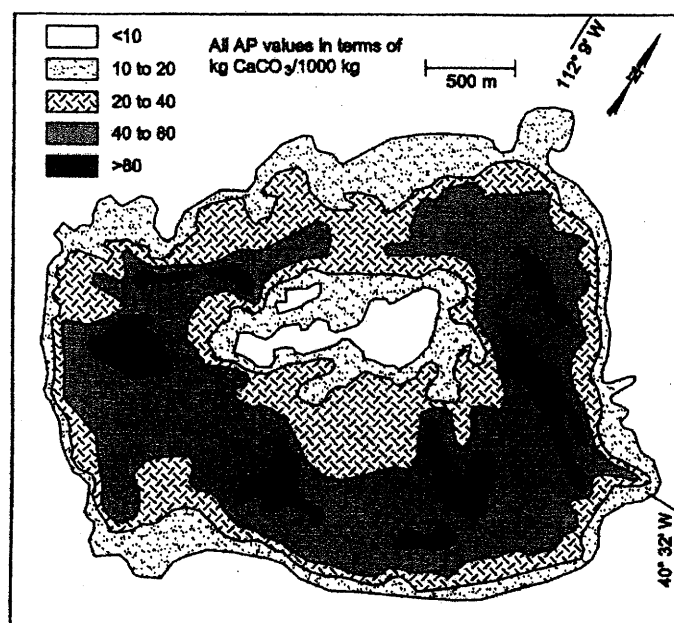 <10
10 to 20
20 to 40
40 to 80
>80
All AP values in terms of
kg CaCO3/1000 kg
500 m
112° 9' W
N
40° 32' W